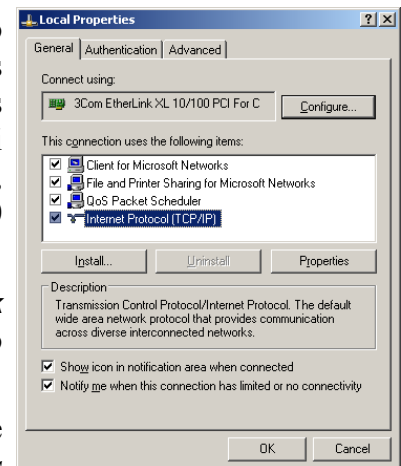 Local Properties
General
Authentication
Advanced
Connect using:
3Com EtherLink XL 10/100 PCI For C
Configure...
This connection uses the following items:
Client for Microsoft Networks
File and Printer Sharing for Microsoft Networks
QoS Packet Scheduler
Internet Protocol (TCP/IP)
Install...
Uninstall
Properties
Description
Transmission Control Protocol/Internet Protocol. The default
wide area network protocol that provides communication
across diverse interconnected networks.
Show icon in notification area when connected
Notify me when this connection has limited or no connectivity
OK
Cancel